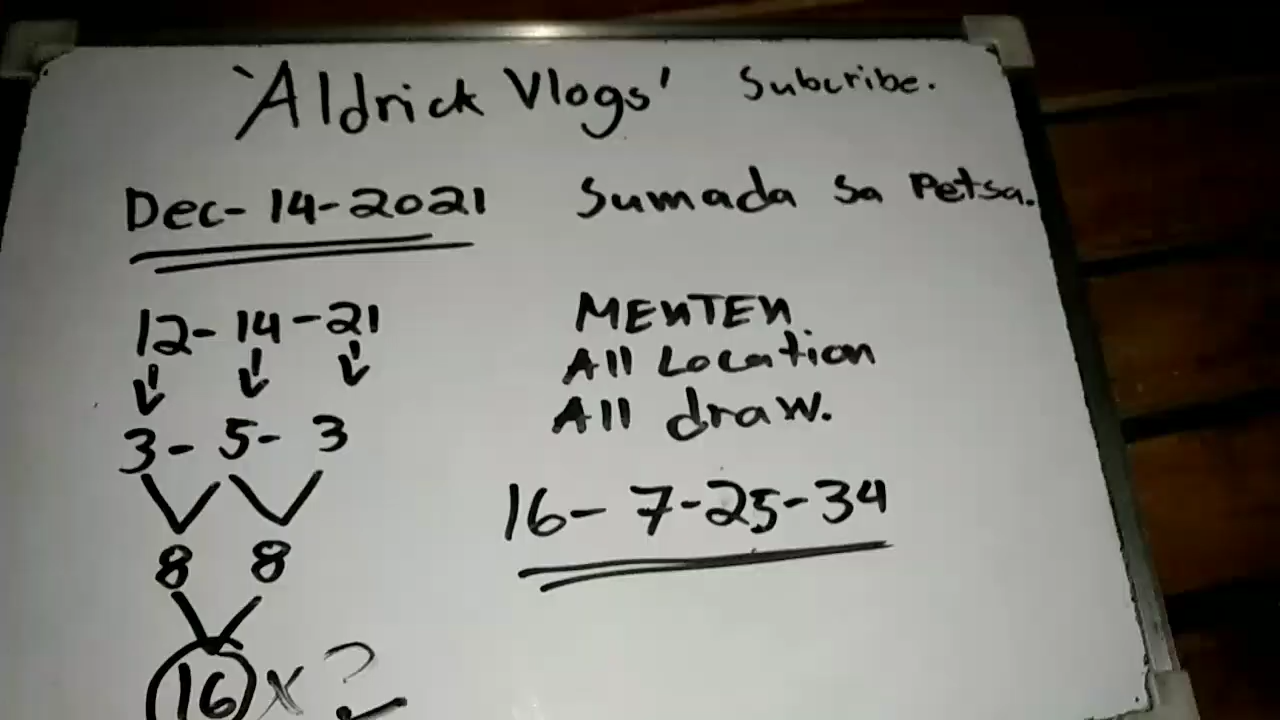 'Aldrick Vlogs' Subcribe.
Dec-14-2021 Sumada sa Petsa.
12-14-21
3-5-3
8 8
16 x ?
MENTEN
All Location
All draw.
16-7-25-34